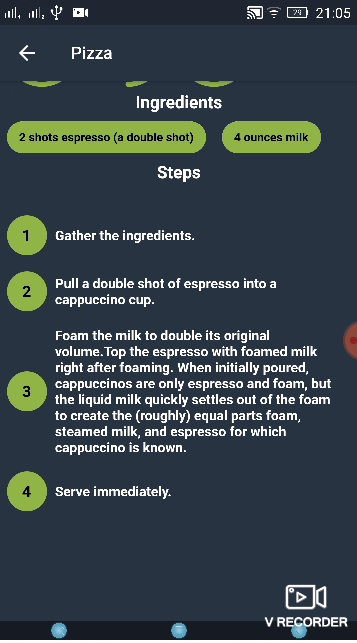 29 21:05
Pizza
Ingredients
2 shots espresso (a double shot) 4 ounces milk
Steps
1 Gather the ingredients.
2 Pull a double shot of espresso into a
cappuccino cup.
Foam the milk to double its original
volume.Top the espresso with foamed milk
right after foaming. When initially poured,
cappuccinos are only espresso and foam, but
3 the liquid milk quickly settles out of the foam
to create the (roughly) equal parts foam,
steamed milk, and espresso for which
cappuccino is known.
4 Serve immediately.
V RECORDER